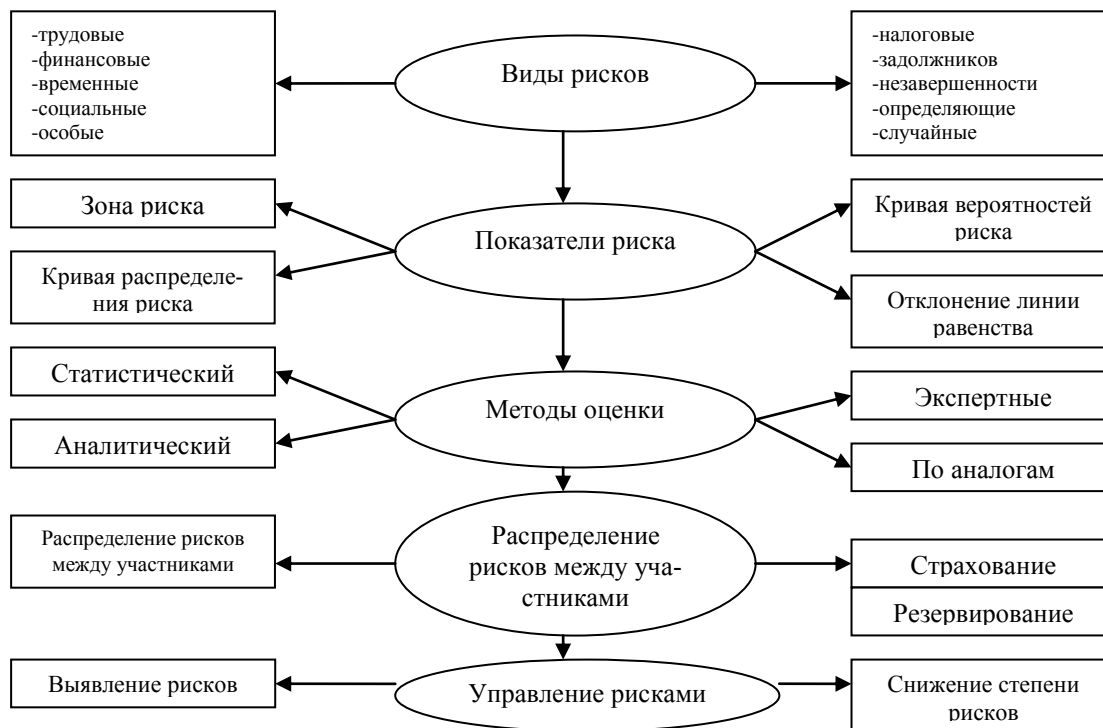 -трудовые
-финансовые
-временные
-социальные
-особые
Виды рисков
-налоговые
-задолжников
-незавершенности
-определяющие
-случайные
Зона риска
Кривая распределе-
ния риска
Показатели риска
Кривая вероятностей
риска
Отклонение линии
равенства
Статистический
Аналитический
Методы оценки
Экспертные
По аналогам
Распределение рисков
между участниками
Распределение
рисков между уча-
стниками
Страхование
Резервирование
Выявление рисков
Управление рисками
Снижение степени
рисков